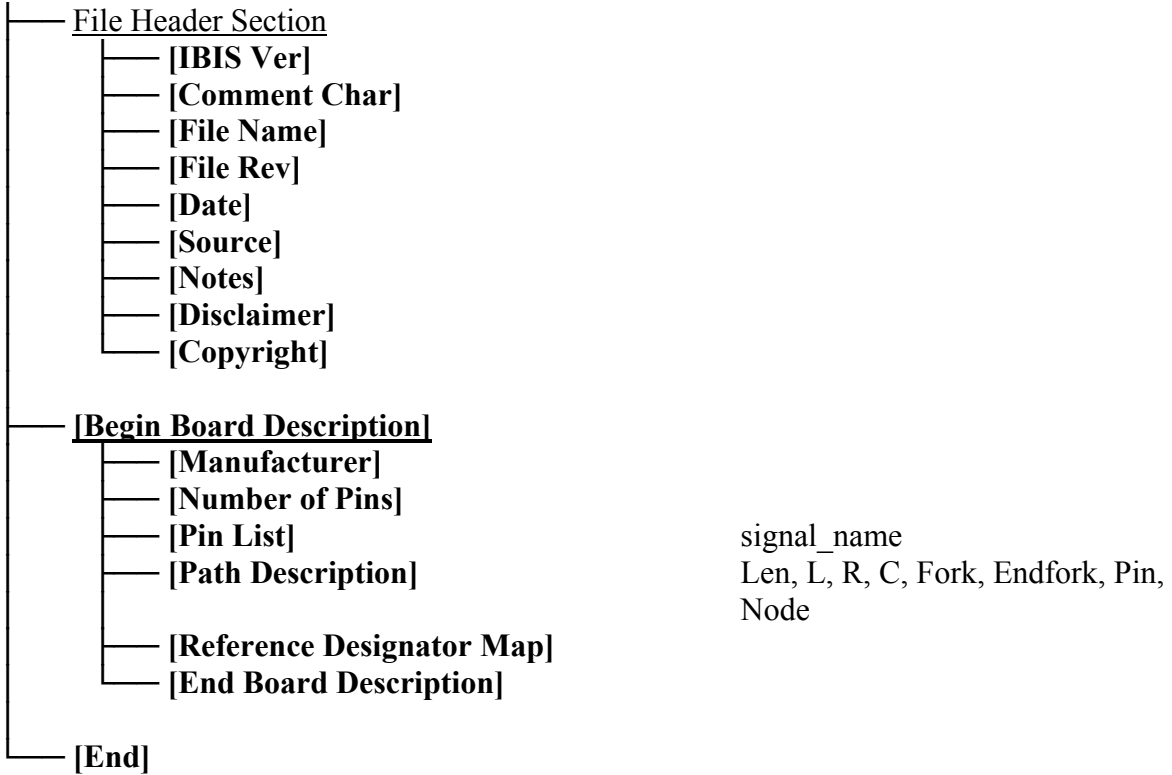 File Header Section
[IBIS Ver]
[Comment Char]
[File Name]
[File Rev]
[Date]
[Source]
[Notes]
[Disclaimer]
[Copyright]
[Begin Board Description]
[Manufacturer]
[Number of Pins]
[Pin List] signal_name
[Path Description] Len, L, R, C, Fork, Endfork, Pin,
Node
[Reference Designator Map]
[End Board Description]
[End]